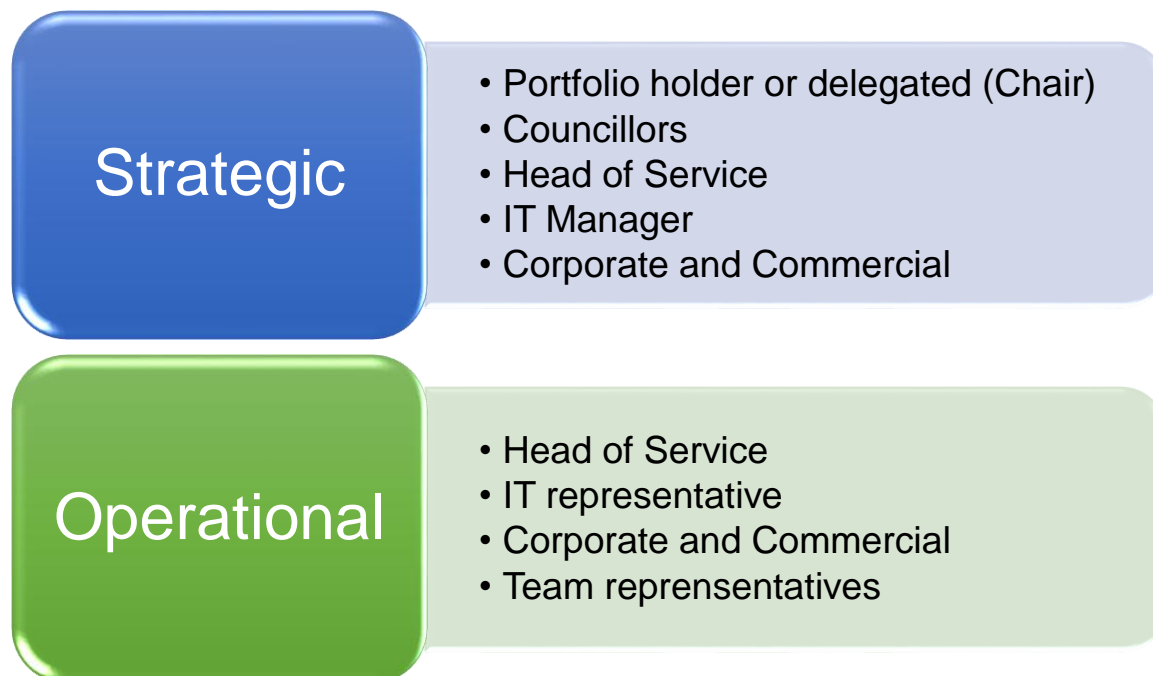 Strategic
• Portfolio holder or delegated (Chair)
• Councillors
• Head of Service
• IT Manager
• Corporate and Commercial
Operational
• Head of Service
• IT representative
• Corporate and Commercial
• Team reprensentatives